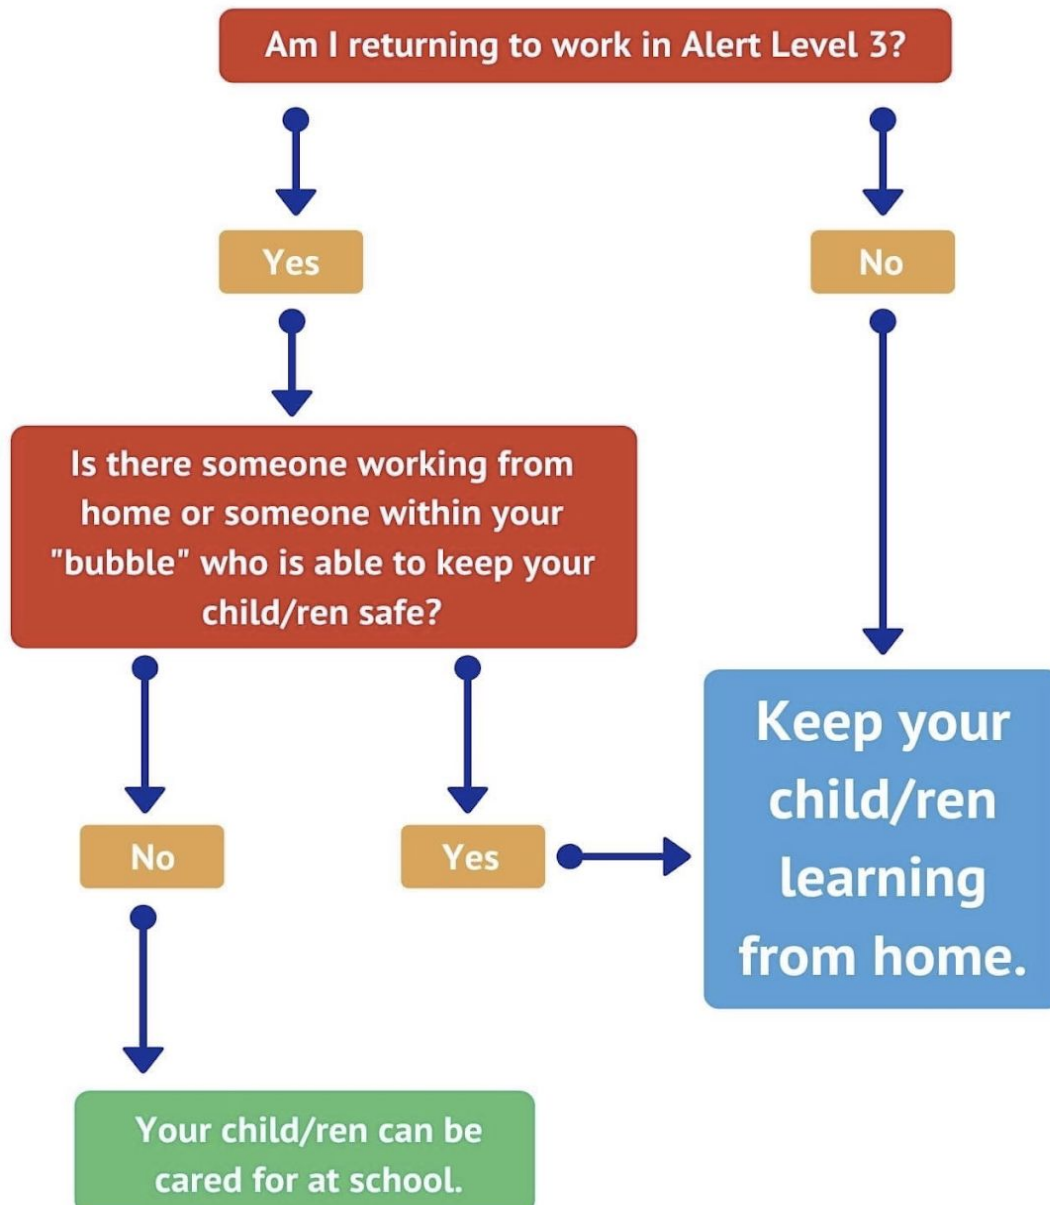 Am I returning to work in Alert Level 3?
Yes
No
Is there someone working from
home or someone within your
"bubble" who is able to keep your
child/ren safe?
No
Yes
Keep your
child/ren
learning
from home.
Your child/ren can be
cared for at school.